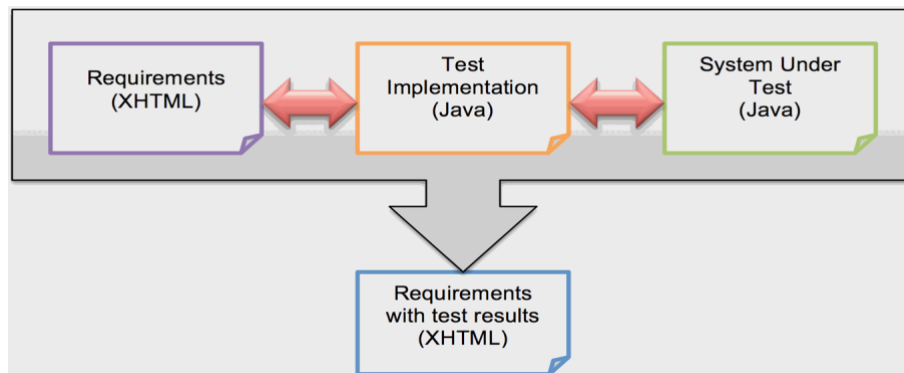 Requirements
(XHTML)
Test
Implementation
(Java)
System Under
Test
(Java)
Requirements
with test results
(XHTML)